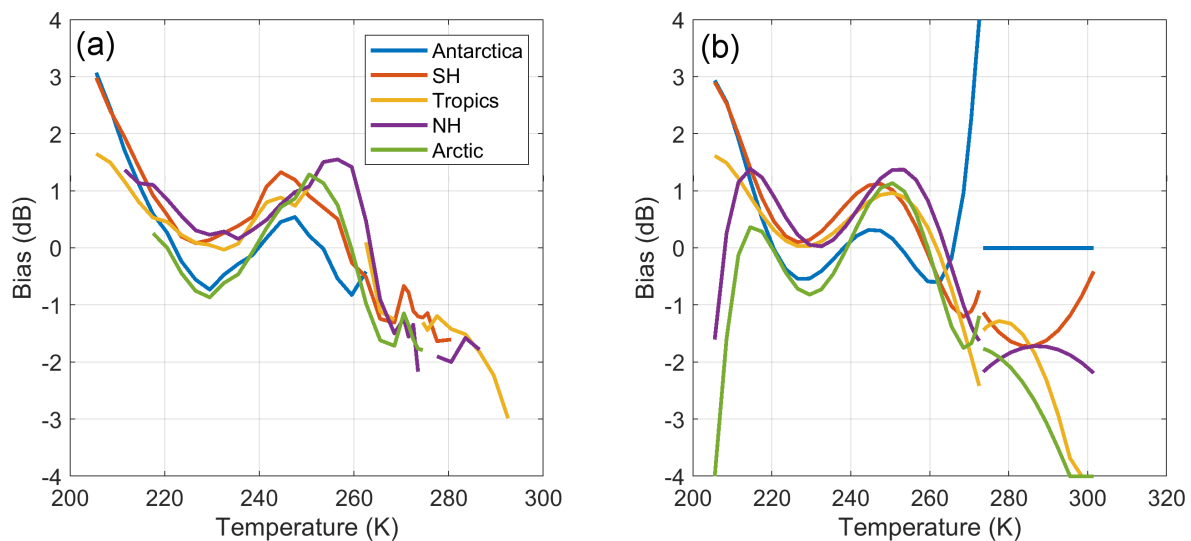 (a)
Antarctica
SH
Tropics
NH
Arctic
4
3
2
1
0
-1
-2
-3
-4
200
220
240
260
280
300
Temperature (K)
Bias (dB)
(b)
4
3
2
1
0
-1
-2
-3
-4
200
220
240
260
280
300
320
Temperature (K)
Bias (dB)